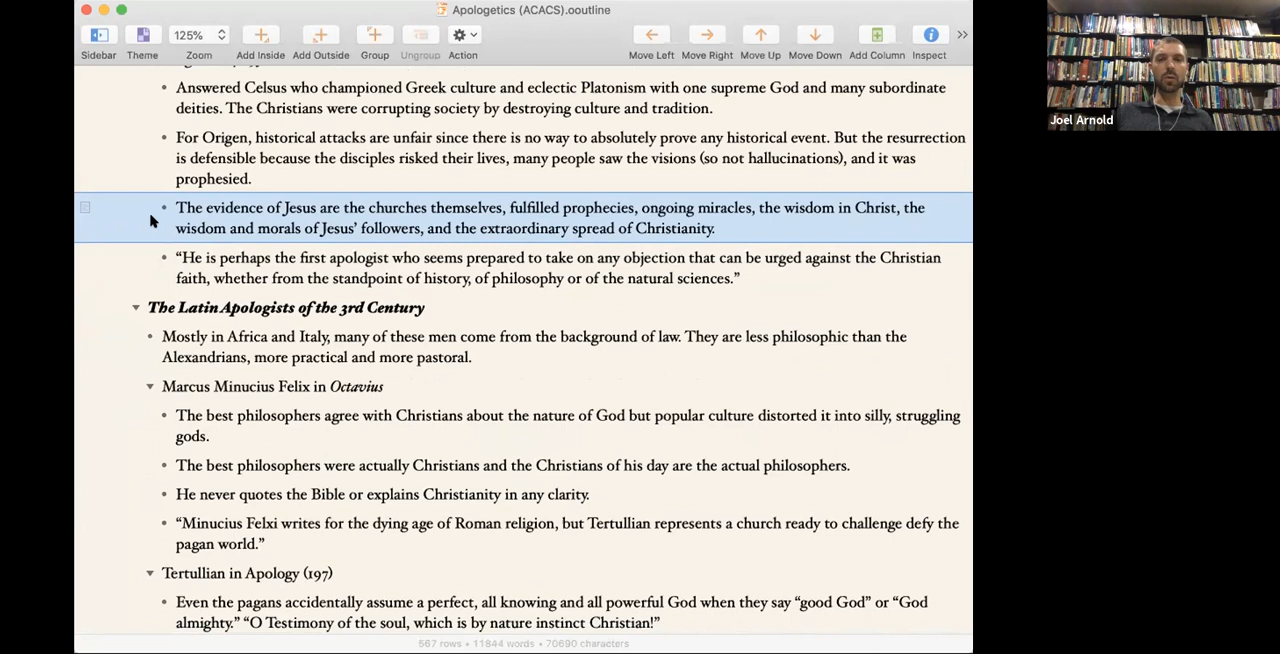 Apologetics (ACACS).ooutline
125%
Sidebar Theme Zoom Add Inside Add Outside Group Ungroup Action Move Left Move Right Move Up Move Down Add Column Inspect
Joel Arnold
Answered Celsus who championed Greek culture and eclectic Platonism with one supreme God and many subordinate
deities. The Christians were corrupting society by destroying culture and tradition.
For Origen, historical attacks are unfair since there is no way to absolutely prove any historical event. But the resurrection
is defensible because the disciples risked their lives, many people saw the visions (so not hallucinations), and it was
prophesied.
The evidence of Jesus are the churches themselves, fulfilled prophecies, ongoing miracles, the wisdom in Christ, the
wisdom and morals of Jesus' followers, and the extraordinary spread of Christianity.
“He is perhaps the first apologist who seems prepared to take on any objection that can be urged against the Christian
faith, whether from the standpoint of history, of philosophy or of the natural sciences.”
The Latin Apologists of the 3rd Century
Mostly in Africa and Italy, many of these men come from the background of law. They are less philosophic than the
Alexandrians, more practical and more pastoral.
Marcus Minucius Felix in Octavius
The best philosophers agree with Christians about the nature of God but popular culture distorted it into silly, struggling
gods.
The best philosophers were actually Christians and the Christians of his day are the actual philosophers.
He never quotes the Bible or explains Christianity in any clarity.
“Minucius Felxi writes for the dying age of Roman religion, but Tertullian represents a church ready to challenge defy the
pagan world.”
Tertullian in Apology (197)
Even the pagans accidentally assume a perfect, all knowing and all powerful God when they say “good God” or “God
almighty.” “O Testimony of the soul, which is by nature instinct Christian!”
567 rows • 11844 words • 70690 characters